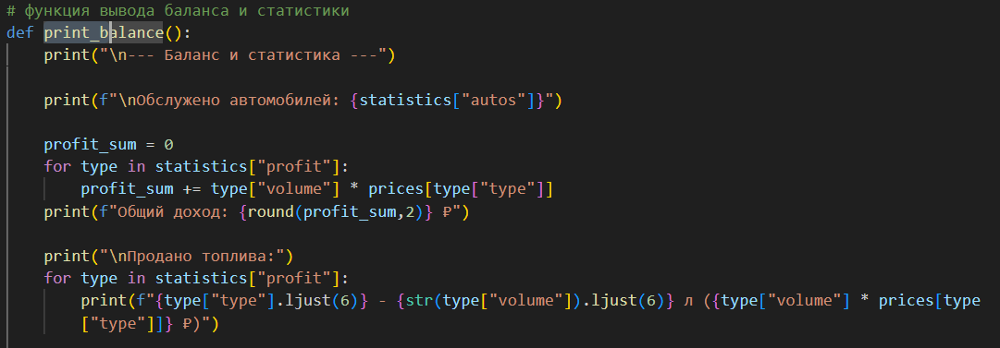 # функция вывода баланса и статистики
def print_balance():
    print("\n--- Баланс и статистика ---")
    print(f"\nОбслужено автомобилей: {statistics["autos"]}")
    profit_sum = 0
    for type in statistics["profit"]:
        profit_sum += type["volume"] * prices[type["type"]]
    print(f"Общий доход: {round(profit_sum,2)} ₽")
    print("\nПродано топлива:")
    for type in statistics["profit"]:
        print(f"{type["type"].ljust(6)} - {str(type["volume"]).ljust(6)} л ({type["volume"] * prices[type
        ["type"]]} ₽)")